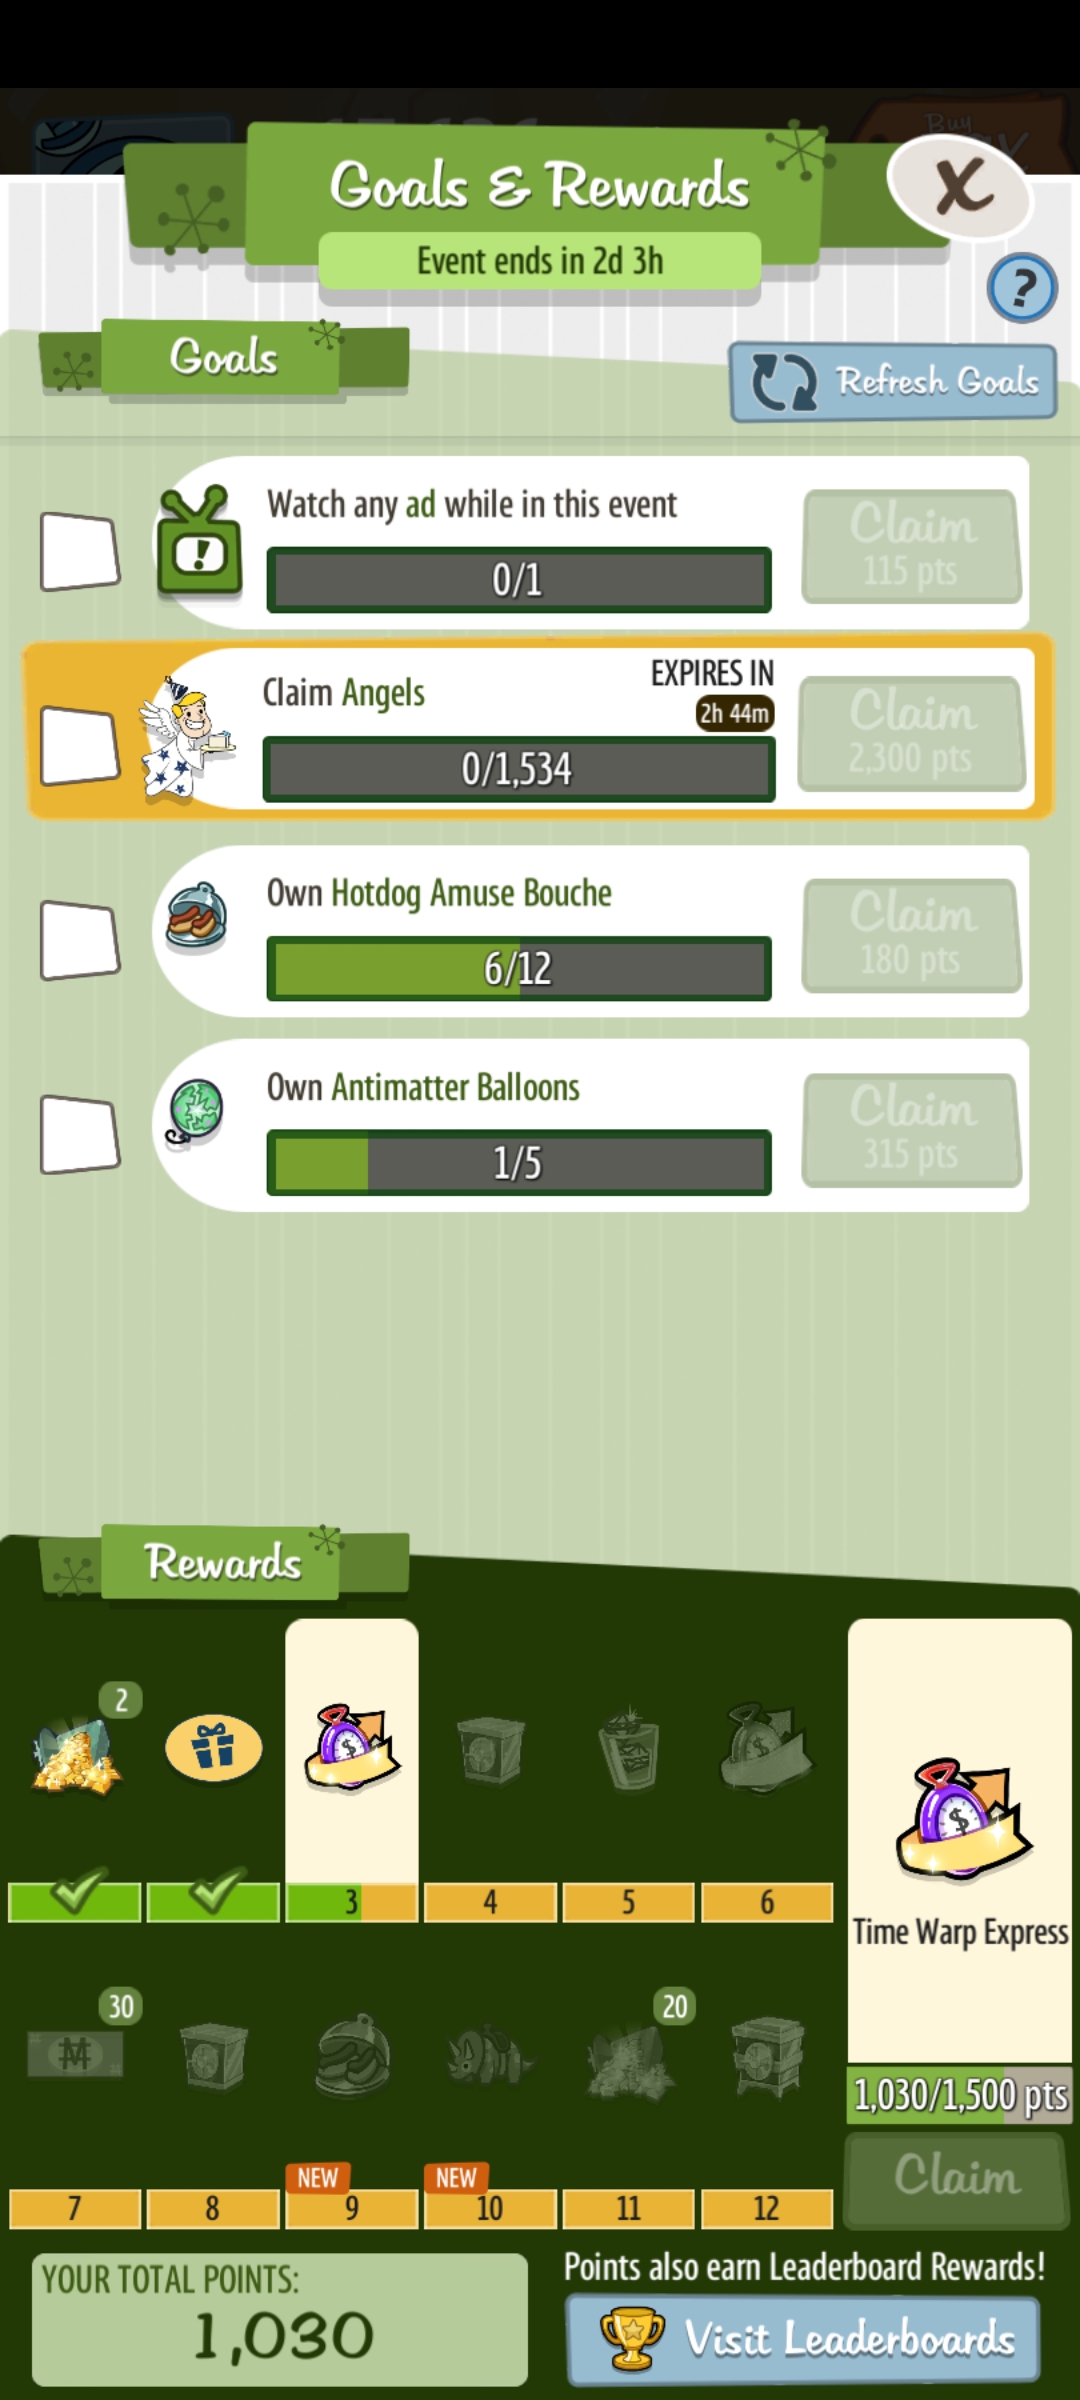 Buy
Goals & Rewards
X
Event ends in 2d 3h
?
Goals
Refresh Goals
Watch any ad while in this event
0/1
Claim
115 pts
Claim Angels
EXPIRES IN
2h 44m
0/1,534
Claim
2,300 pts
Own Hotdog Amuse Bouche
6/12
Claim
180 pts
Own Antimatter Balloons
1/5
Claim
315 pts
Rewards
2
3
4
5
6
Time Warp Express
30
20
1,030/1,500 pts
NEW
NEW
Claim
7
8
9
10
11
12
YOUR TOTAL POINTS:
1,030
Points also earn Leaderboard Rewards!
Visit Leaderboards